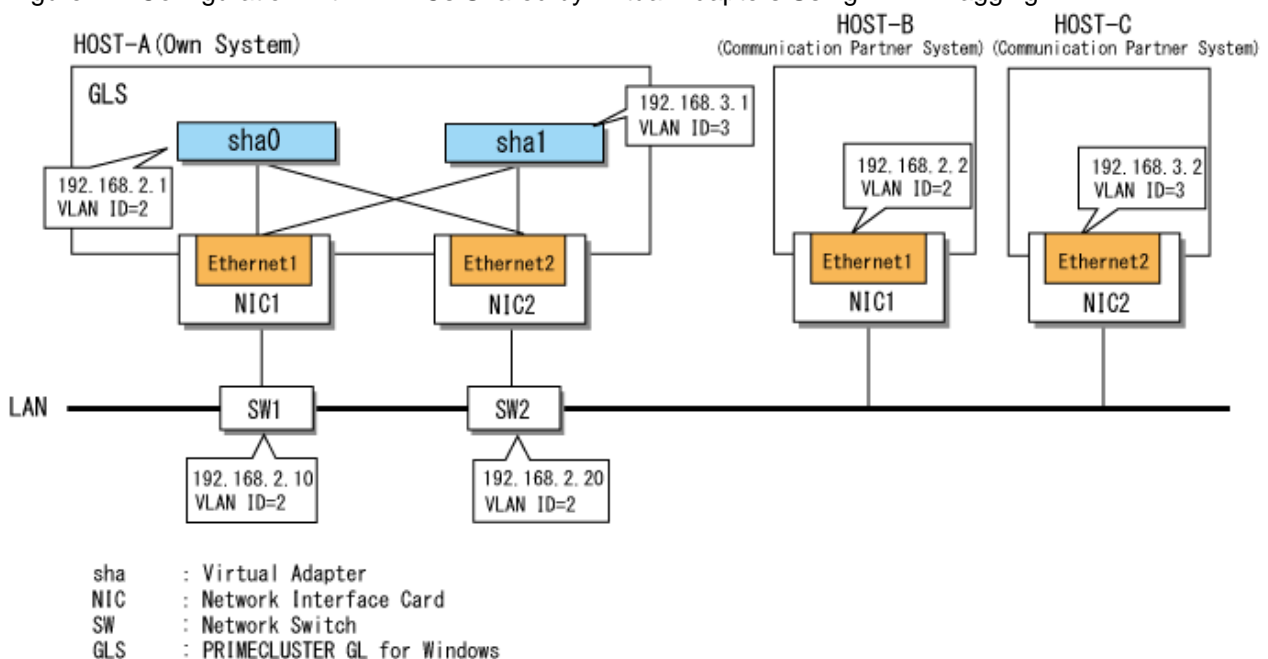 HOST-A(Own System)
HOST-B
(Communication Partner System)
HOST-C
(Communication Partner System)
GLS
sha0
sha1
192.168.3.1
VLAN ID=3
192.168.2.1
VLAN ID=2
192.168.2.2
VLAN ID=2
192.168.3.2
VLAN ID=3
Ethernet1
NIC1
Ethernet2
NIC2
Ethernet1
NIC1
Ethernet2
NIC2
LAN
SW1
SW2
192.168.2.10
VLAN ID=2
192.168.2.20
VLAN ID=2
sha : Virtual Adapter
NIC : Network Interface Card
SW : Network Switch
GLS : PRIMECLUSTER GL for Windows